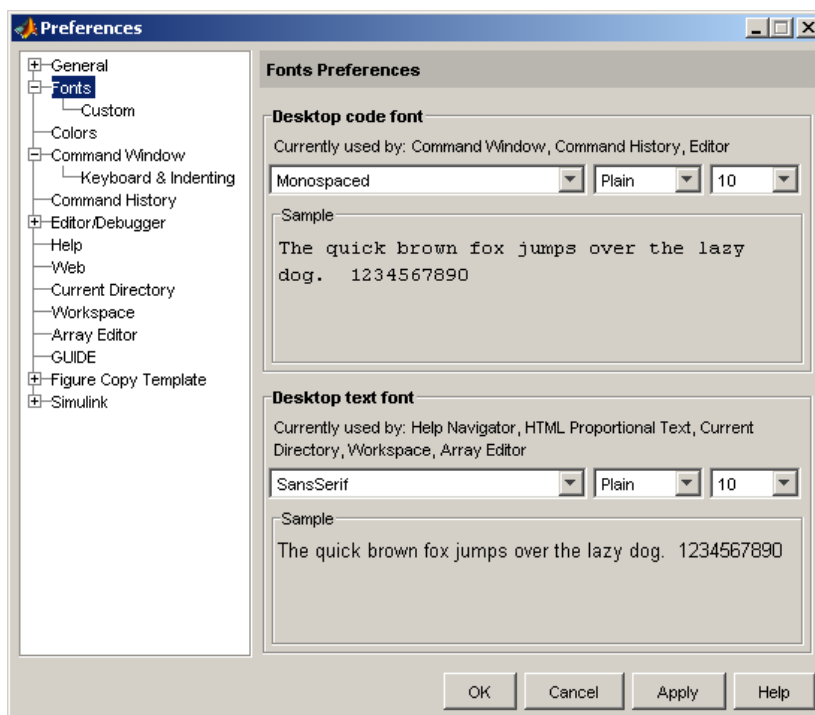 Preferences
General
Fonts
Custom
Colors
Command Window
Keyboard & Indenting
Command History
Editor/Debugger
Help
Web
Current Directory
Workspace
Array Editor
GUIDE
Figure Copy Template
Simulink
Fonts Preferences
Desktop code font
Currently used by: Command Window, Command History, Editor
Monospaced Plain 10
Sample
The quick brown fox jumps over the lazy
dog. 1234567890
Desktop text font
Currently used by: Help Navigator, HTML Proportional Text, Current
Directory, Workspace, Array Editor
SansSerif Plain 10
Sample
The quick brown fox jumps over the lazy dog. 1234567890
OK Cancel Apply Help